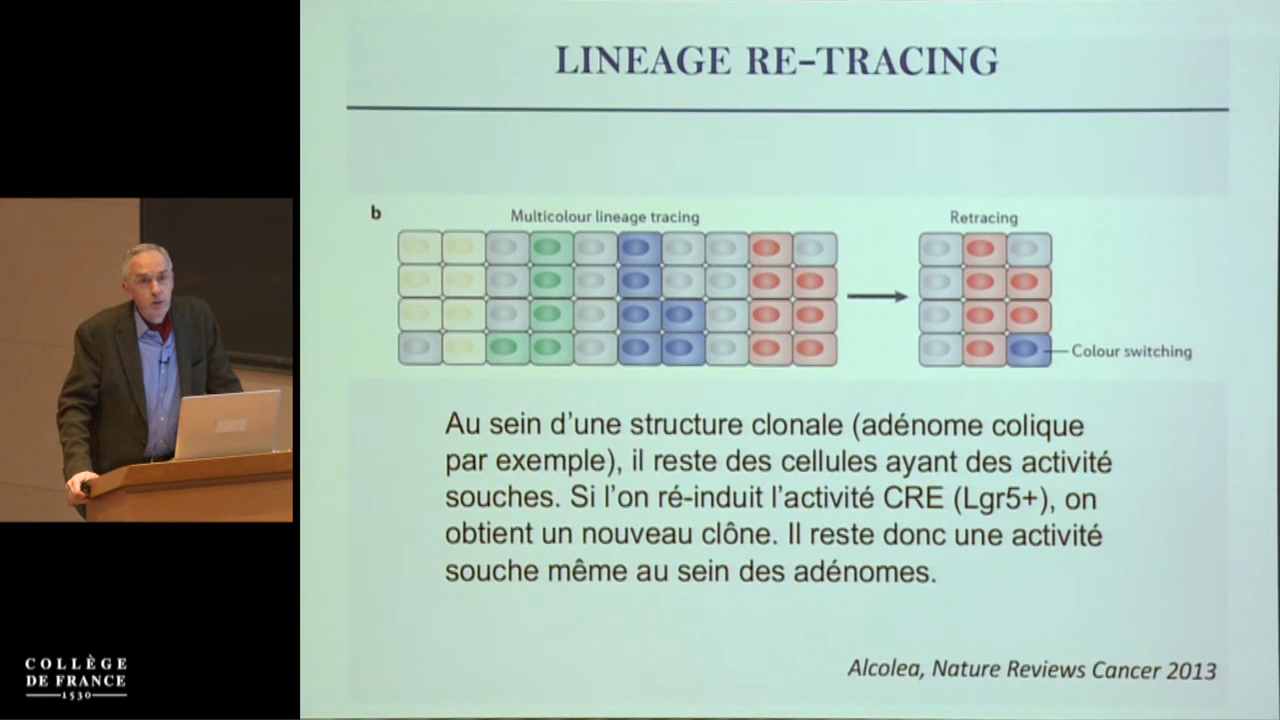 LINEAGE RE-TRACING
b
Multicolour lineage tracing
Retracing
Colour switching
Au sein d'une structure clonale (adénome colique
par exemple), il reste des cellules ayant des activité
souches. Si l'on ré-induit l'activité CRE (Lgr5+), on
obtient un nouveau clône. Il reste donc une activité
souche même au sein des adénomes.
Alcolea, Nature Reviews Cancer 2013
COLLÈGE
DE FRANCE
1530